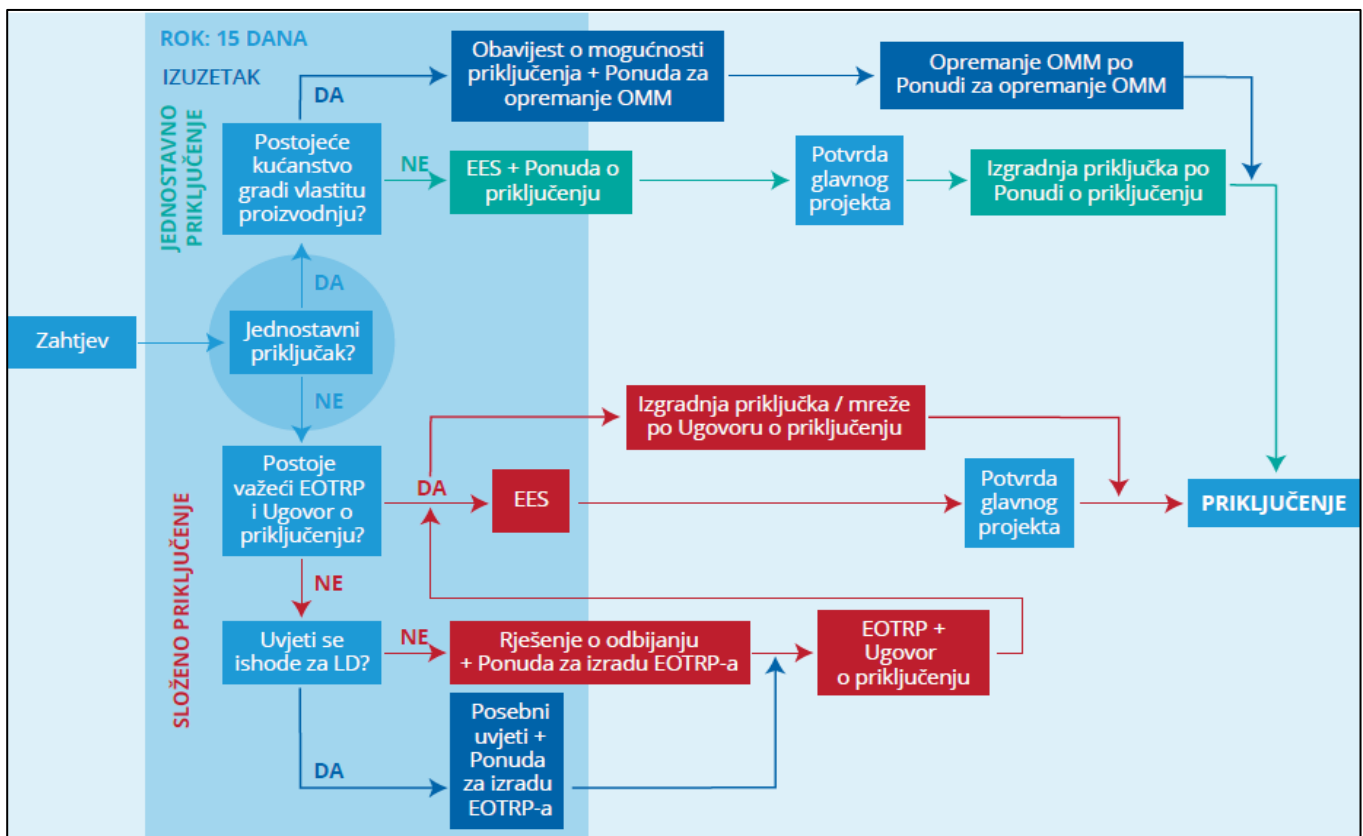 ROK: 15 DANA
IZUZETAK
JEDNOSTAVNO
PRIKLJUČENJE
DA
Obavijest o mogućnosti
priključenja + Ponuda za
opremanje OMM
Opremanje OMM po
Ponudi za opremanje OMM
Postojeće
kućanstvo
gradi vlastitu
proizvodnju?
NE
EES + Ponuda o
priključenju
Potvrda
glavnog
projekta
Izgradnja priključka po
Ponudi o priključenju
DA
Zahtjev
Jednostavni
priključak?
NE
Izgradnja priključka / mreže
po Ugovoru o priključenju
SLOŽENO PRIKLJUČENJE
Postoje
važeći EOTRP
i Ugovor o
priključenju?
DA
EES
Potvrda
glavnog
projekta
PRIKLJUČENJE
NE
Uvjeti se
ishode za LD?
NE
Rješenje o odbijanju
+ Ponuda za izradu EOTRP-a
EOTRP +
Ugovor
o priključenju
DA
Posebni
uvjeti +
Ponuda
za izradu
EOTRP-a